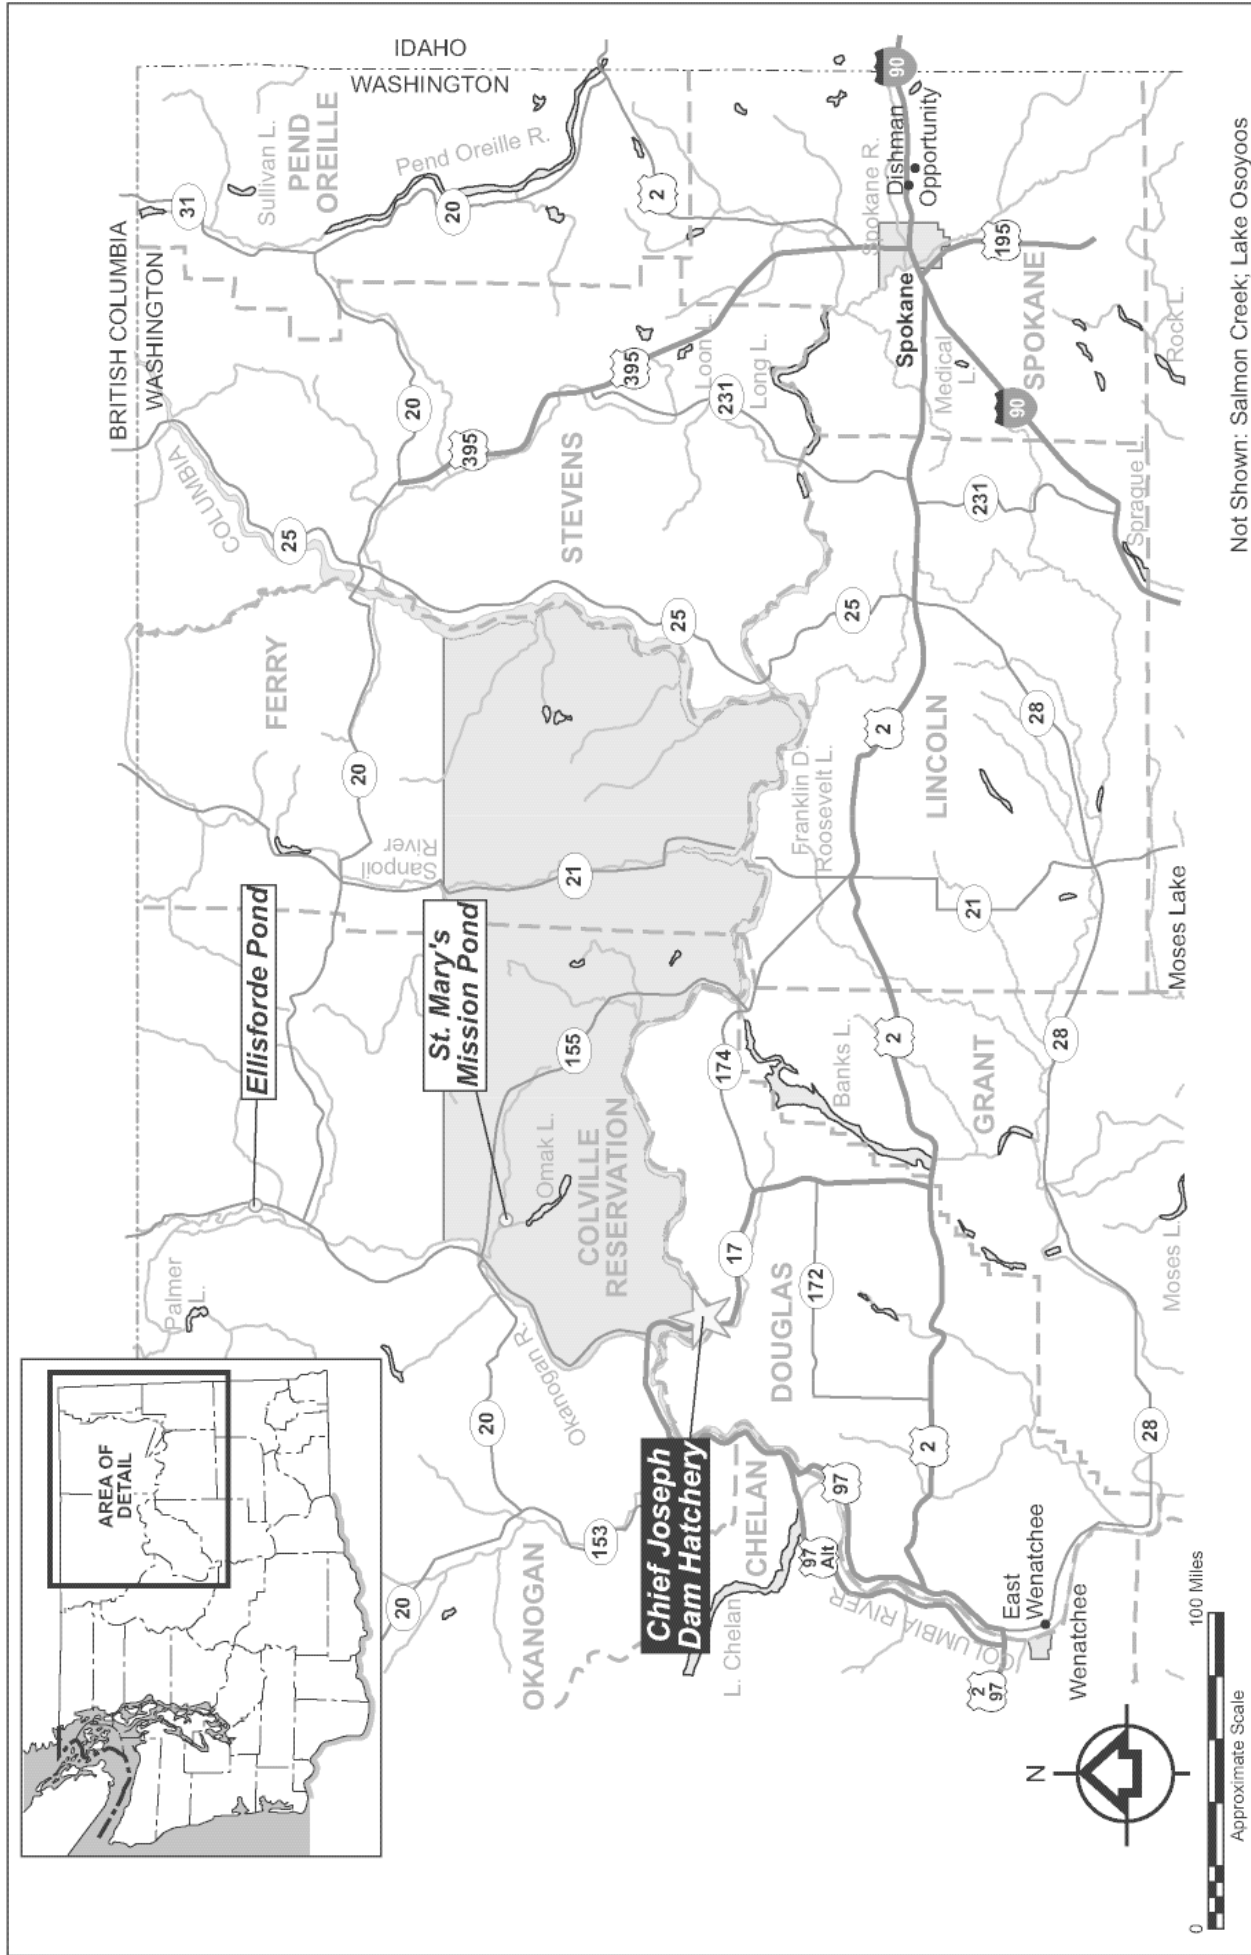 BRITISH COLUMBIA
WASHINGTON
IDAHO
WASHINGTON
AREA OF
DETAIL
Palmer
L.
Ellisforde Pond
FERRY
COLUMBIA
25
31
Sullivan L.
PEND
OREILLE
Pend Oreille R.
20
20
20
20
20
153
OKANOGAN
Okanogan R.
St. Mary's
Mission Pond
Omak L.
155
COLVILLE
RESERVATION
Sanpoil
River
21
395
STEVENS
395
25
Loon L.
231
Long L.
2
Chief Joseph
Dam Hatchery
L. Chelan
CHELAN
97
Alt
97
COLUMBIA RIVER
17
174
172
DOUGLAS
Banks L.
Franklin D.
Roosevelt L.
25
2
2
2
Spokane R.
Dishman
Opportunity
90
Spokane
195
Medical
L.
SPOKANE
90
231
LINCOLN
28
21
GRANT
28
28
2
97
East
Wenatchee
Wenatchee
Moses L.
Moses Lake
Sprague L.
Rock L.
N
0
100 Miles
Approximate Scale
Not Shown: Salmon Creek; Lake Osoyoos